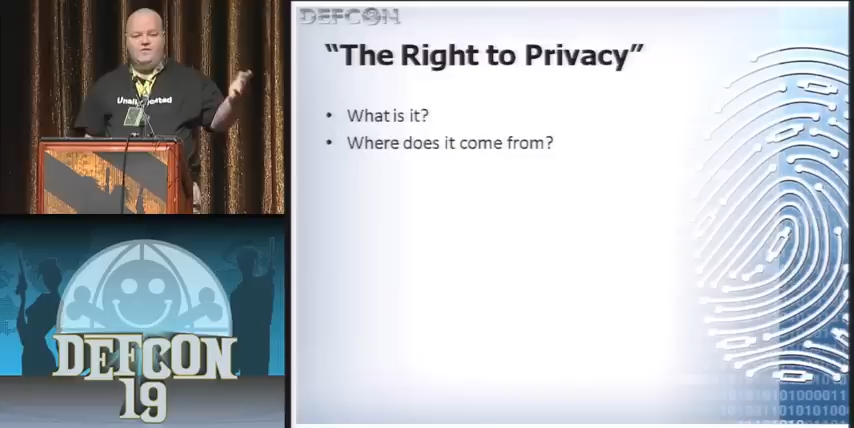 DEFCON
"The Right to Privacy"
• What is it?
• Where does it come from?
DEFCON
19